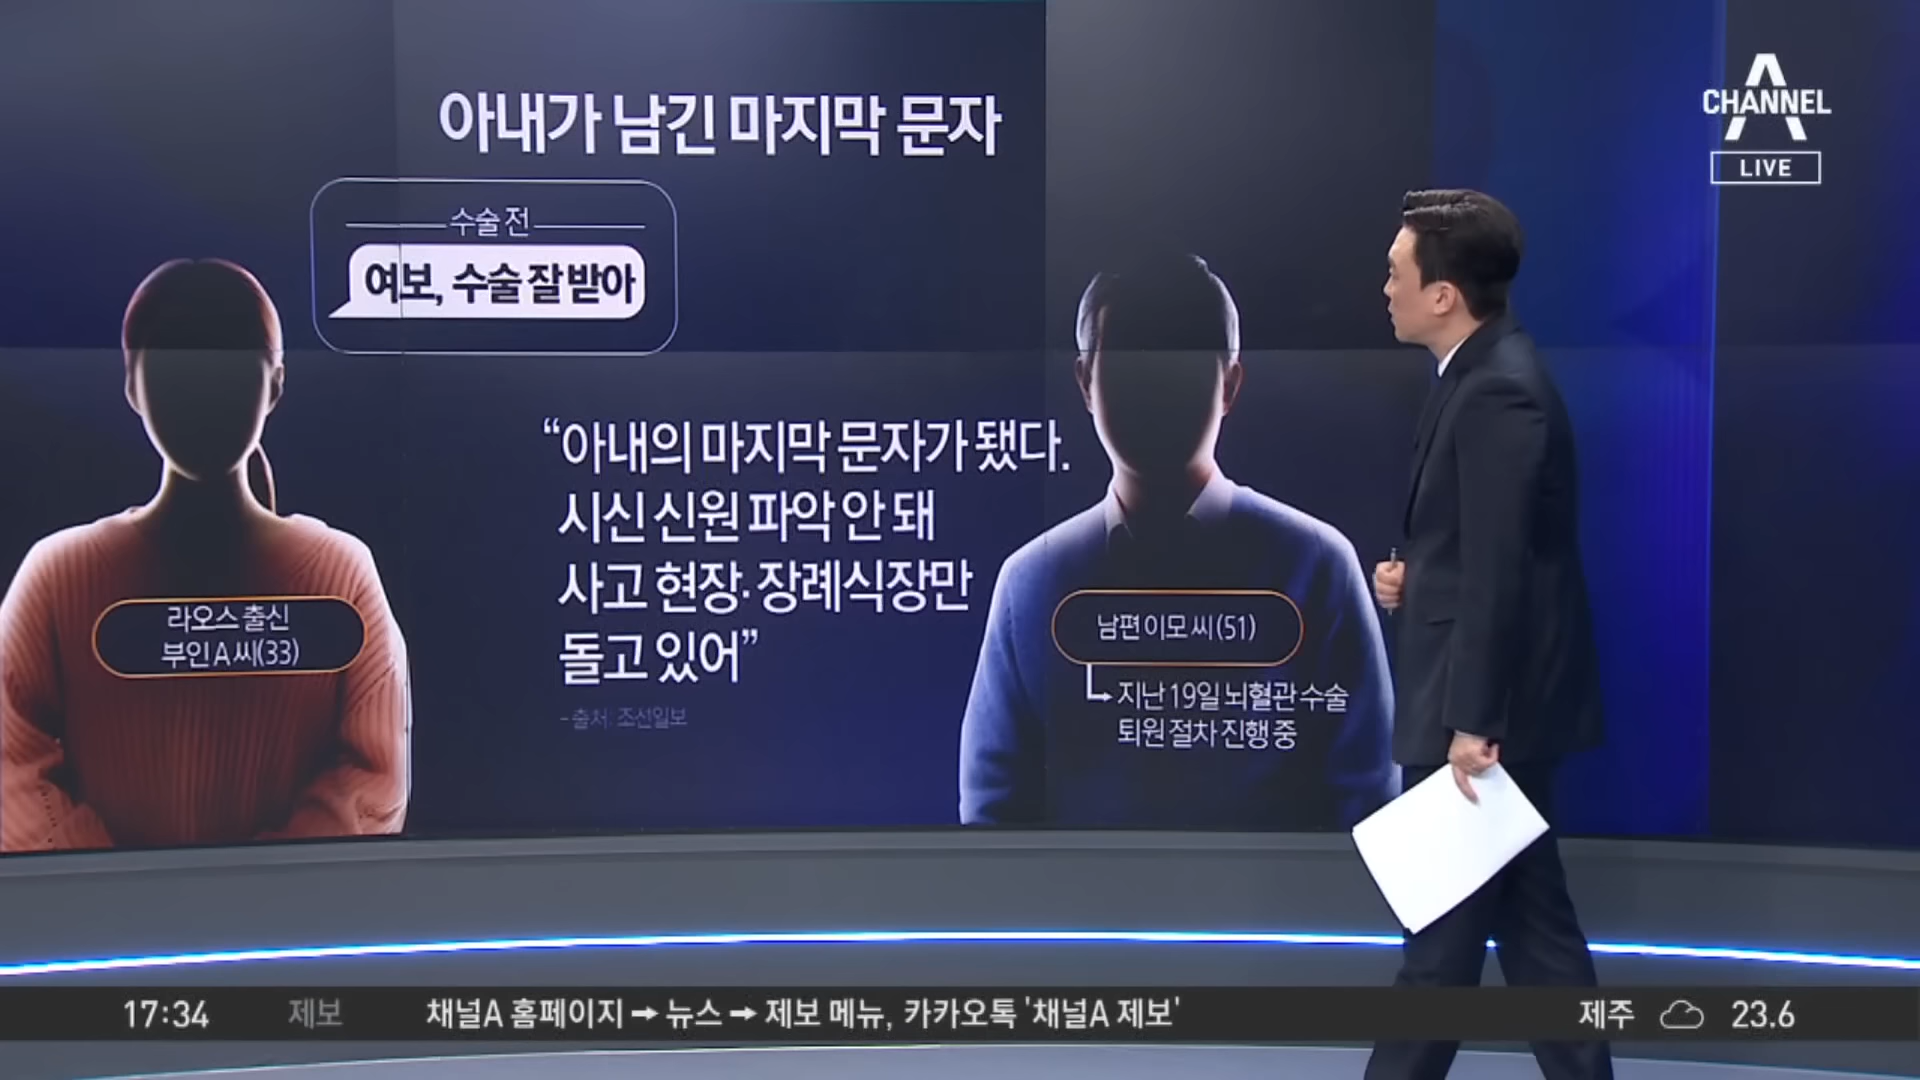 아내가 남긴 마지막 문자
CHANNEL A
LIVE
수술 전
여보, 수술 잘 받아
“아내의 마지막 문자가 됐다.
시신 신원 파악 안 돼
사고 현장·장례식장만
돌고 있어”
- 출처: 조선일보
라오스 출신
부인 A 씨(33)
남편 이모 씨(51)
지난 19일 뇌혈관 수술
퇴원 절차 진행 중
17:34 제보 채널A 홈페이지 → 뉴스 → 제보 메뉴, 카카오톡 '채널A 제보' 제주 23.6